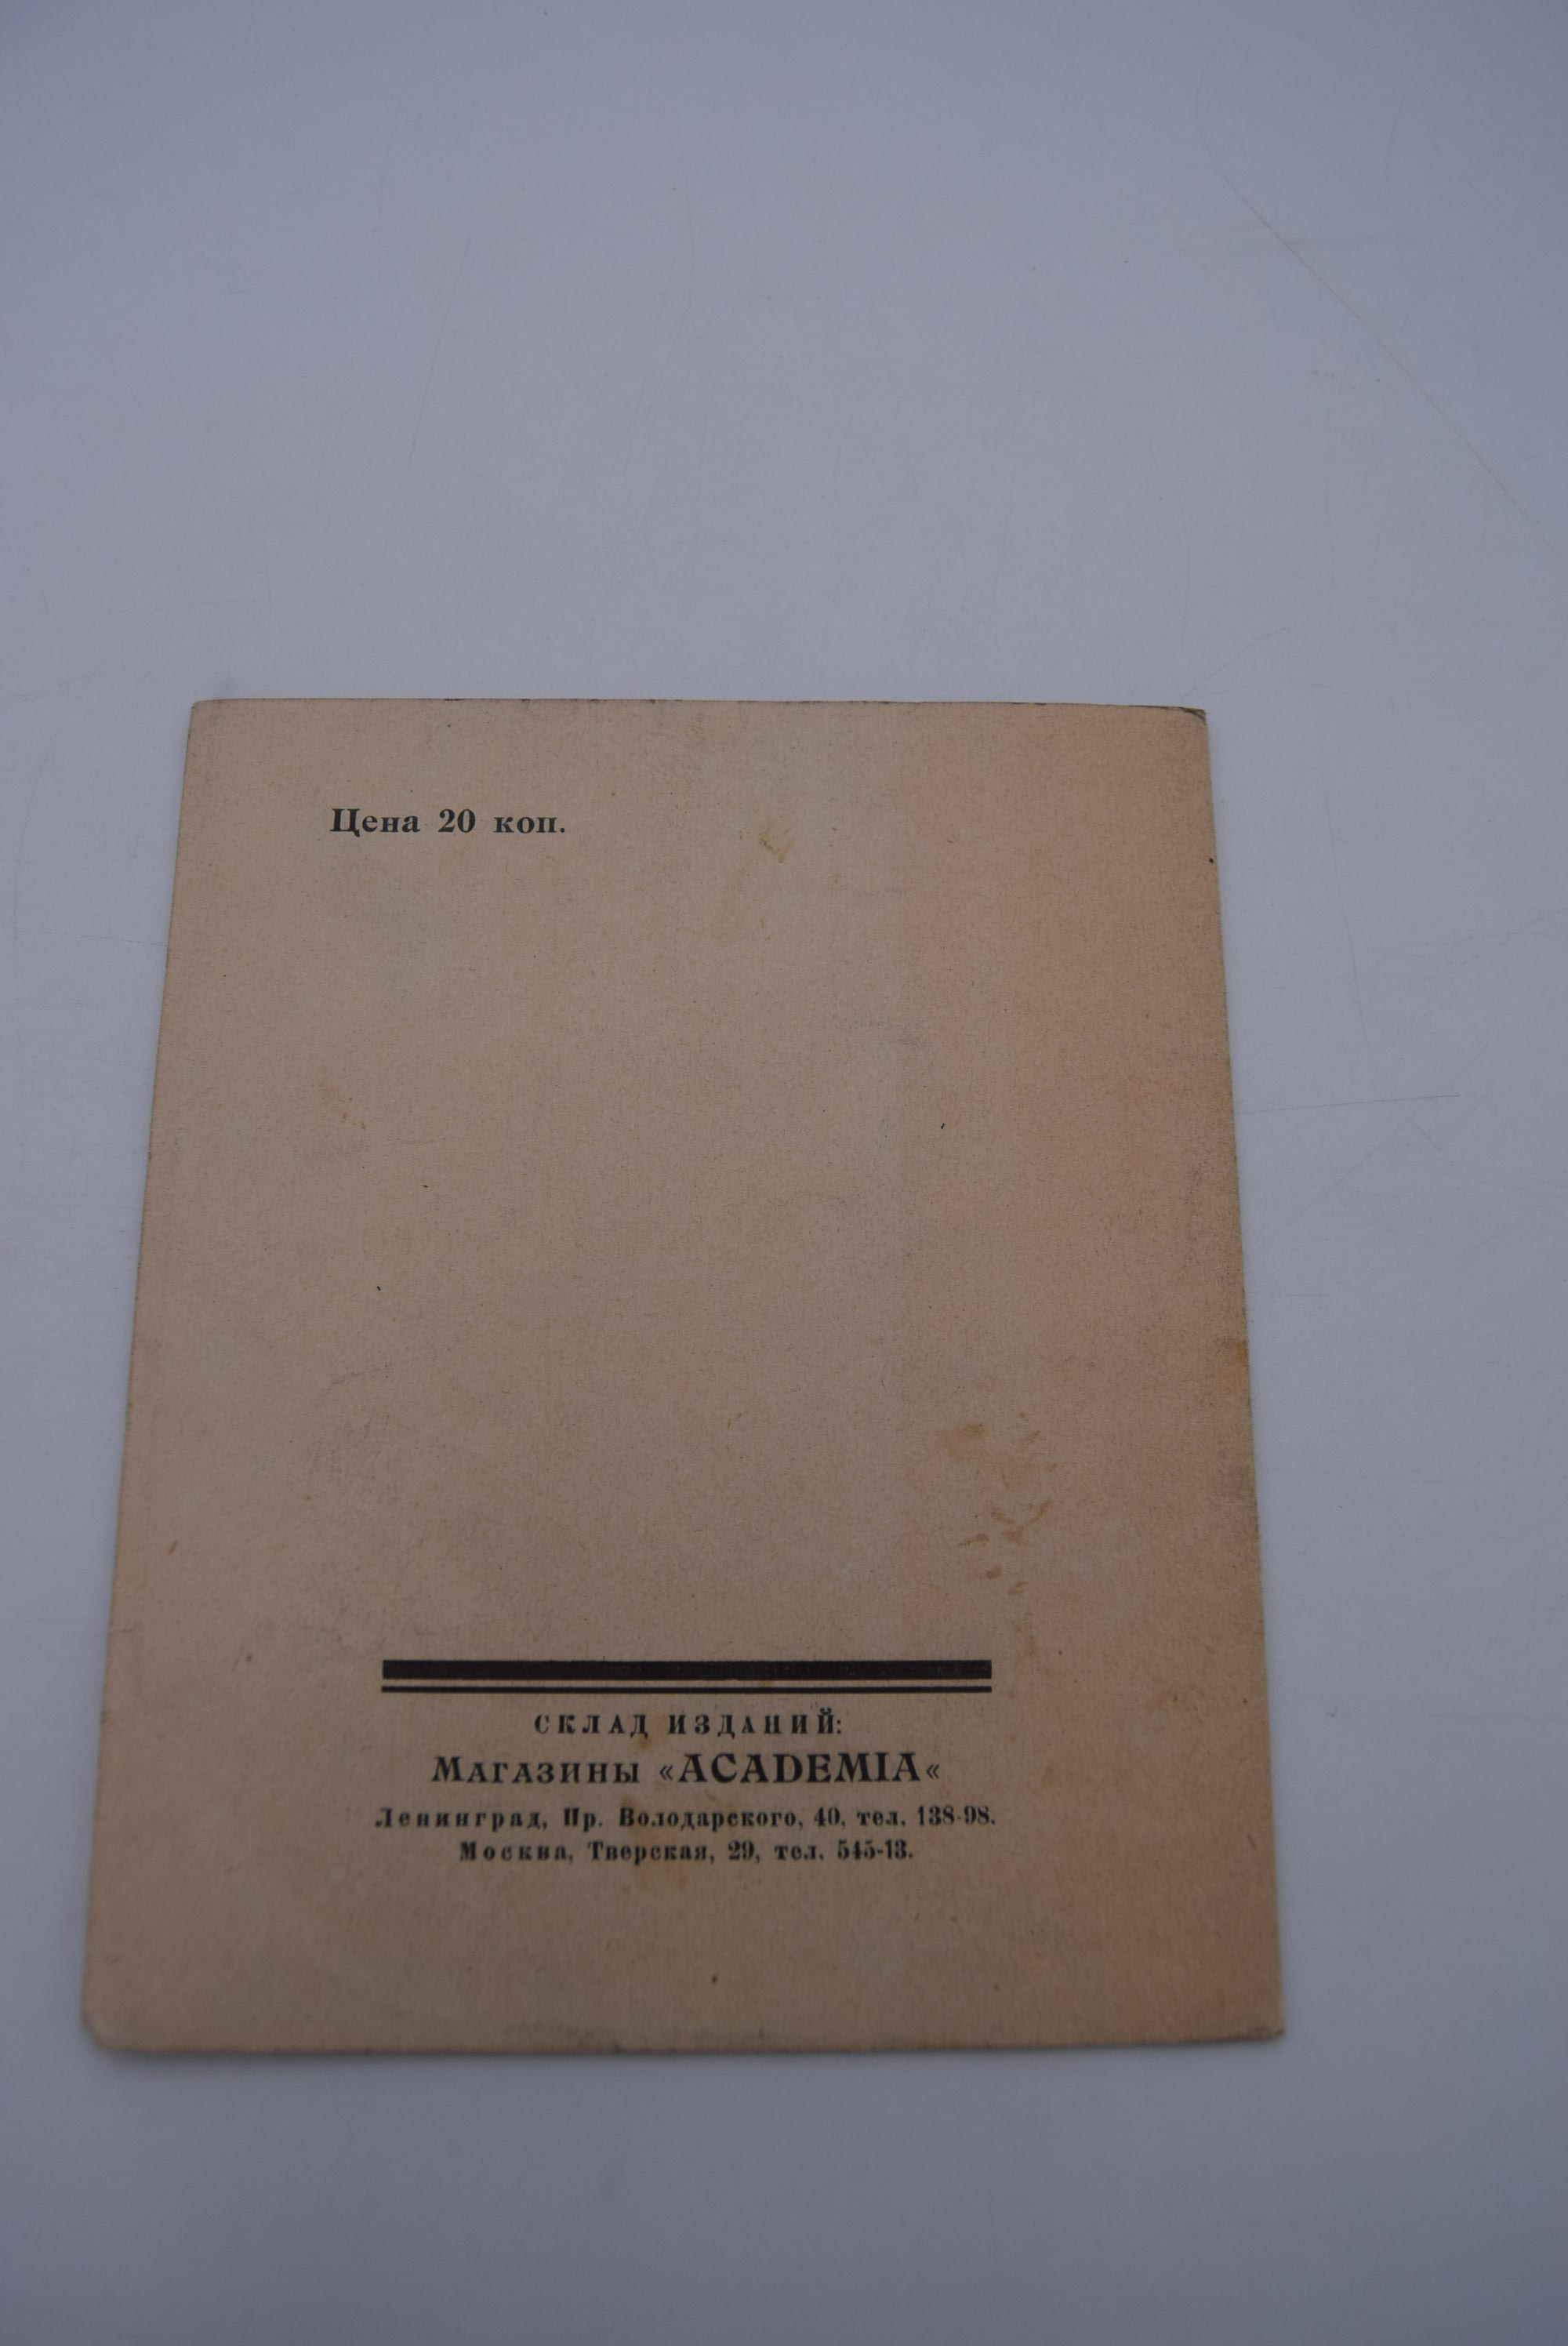 Цена 20 коп.
СКЛАД ИЗДАНИЙ:
МАГАЗИНЫ «ACADEMIA«
Ленинград, Пр. Володарского, 40, тел. 138-98.
Москва, Тверская, 29, тел. 545-13.